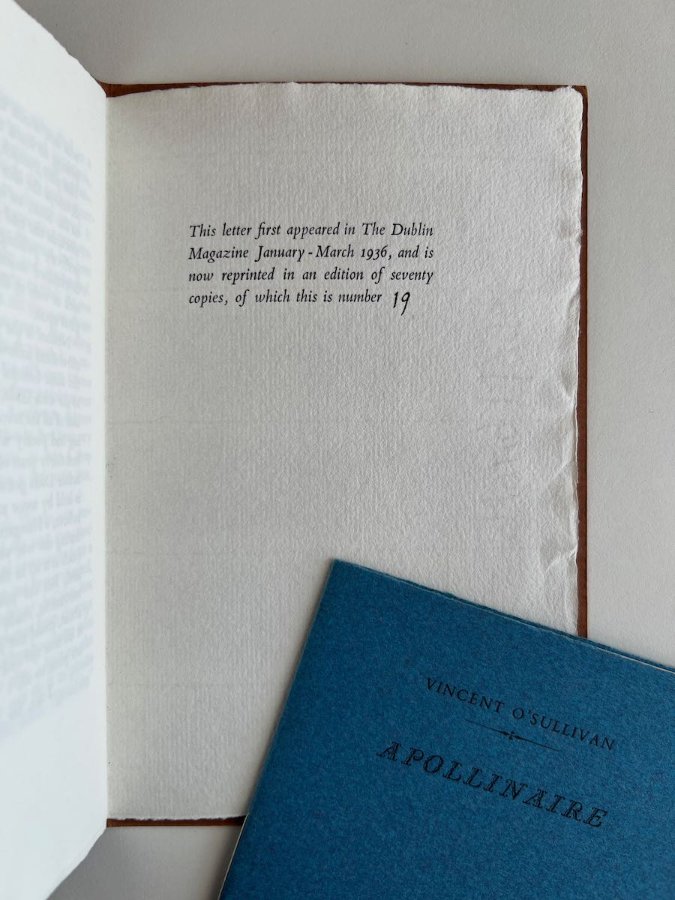 This letter first appeared in The Dublin
Magazine January - March 1936, and is
now reprinted in an edition of seventy
copies, of which this is number 19
VINCENT O'SULLIVAN
APOLLINAIRE